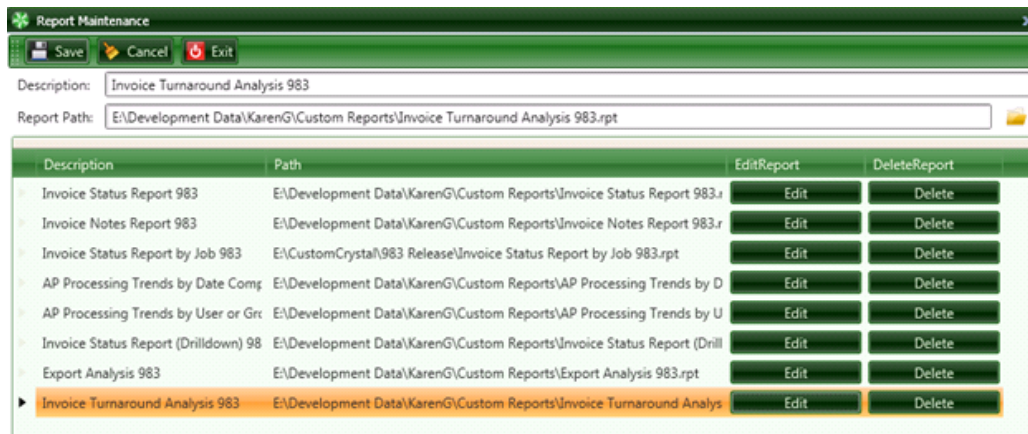 Report Maintenance
Save Cancel Exit
Description: Invoice Turnaround Analysis 983
Report Path: E:\Development Data\KarenG\Custom Reports\Invoice Turnaround Analysis 983.rpt
Description Path EditReport DeleteReport
Invoice Status Report 983 E:\Development Data\KarenG\Custom Reports\Invoice Status Report 983.r Edit Delete
Invoice Notes Report 983 E:\Development Data\KarenG\Custom Reports\Invoice Notes Report 983.r Edit Delete
Invoice Status Report by Job 983 E:\CustomCrystal\983 Release\Invoice Status Report by Job 983.rpt Edit Delete
AP Processing Trends by Date Comp E:\Development Data\KarenG\Custom Reports\AP Processing Trends by D Edit Delete
AP Processing Trends by User or Gro E:\Development Data\KarenG\Custom Reports\AP Processing Trends by U Edit Delete
Invoice Status Report (Drilldown) 98 E:\Development Data\KarenG\Custom Reports\Invoice Status Report (Drill Edit Delete
Export Analysis 983 E:\Development Data\KarenG\Custom Reports\Export Analysis 983.rpt Edit Delete
Invoice Turnaround Analysis 983 E:\Development Data\KarenG\Custom Reports\Invoice Turnaround Analys Edit Delete